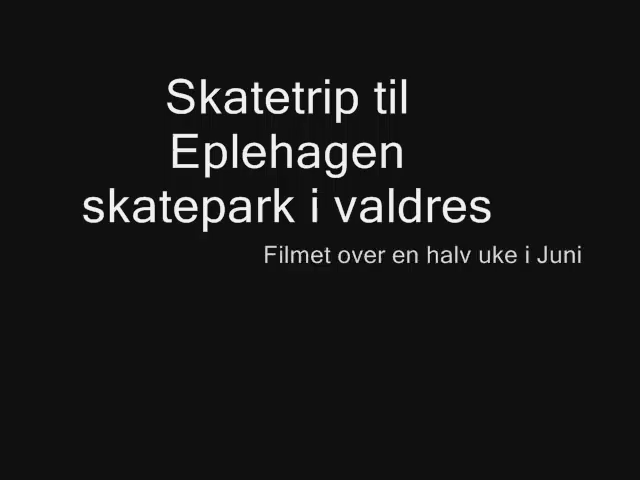 Skatetrip til
Eplehagen
skatepark i valdres
Filmet over en halv uke i Juni